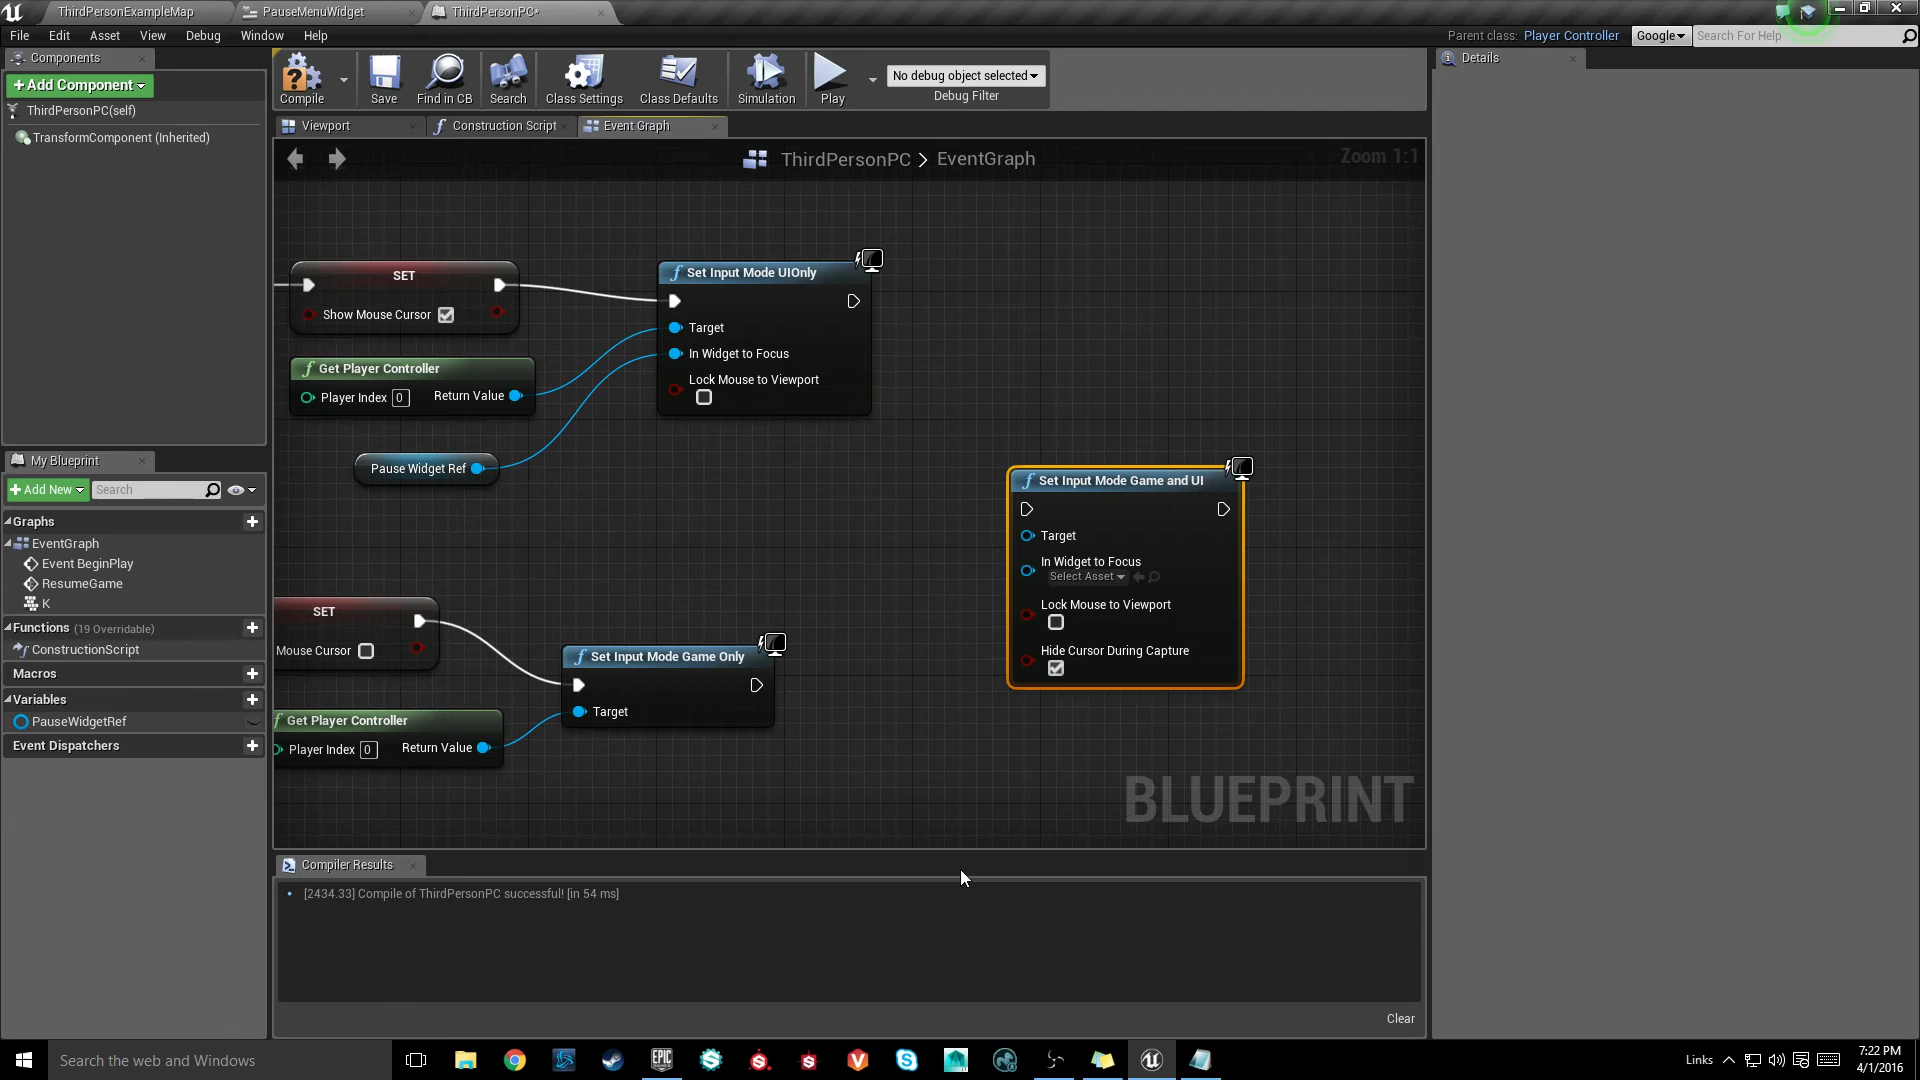 ThirdPersonExampleMap
PauseMenuWidget
ThirdPersonPC*
File Edit Asset View Window Debug Help
Parent class: Player Controller
Google
Search For Help
Components
+Add Component
ThirdPersonPC(self)
TransformComponent (Inherited)
Compile
Save
Find in CB
Search
Class Settings
Class Defaults
Simulation
Play
No debug object selected
Debug Filter
Details
Viewport
Construction Script
Event Graph
ThirdPersonPC > EventGraph
Zoom 1:1
SET
Show Mouse Cursor
Get Player Controller
Player Index 0 Return Value
Pause Widget Ref
Set Input Mode UIOnly
Target
In Widget to Focus
Lock Mouse to Viewport
Set Input Mode Game and UI
Target
In Widget to Focus
Select Asset
Lock Mouse to Viewport
Hide Cursor During Capture
SET
Mouse Cursor
Get Player Controller
Player Index 0 Return Value
Set Input Mode Game Only
Target
BLUEPRINT
My Blueprint
+Add New
Search
Graphs
EventGraph
Event BeginPlay
ResumeGame
K
Functions (19 Overridable)
ConstructionScript
Macros
Variables
PauseWidgetRef
Event Dispatchers
Compiler Results
[2434.33] Compile of ThirdPersonPC successful! [in 54 ms]
Clear
Search the web and Windows
EPIC GAMES
Links
7:22 PM
4/1/2016